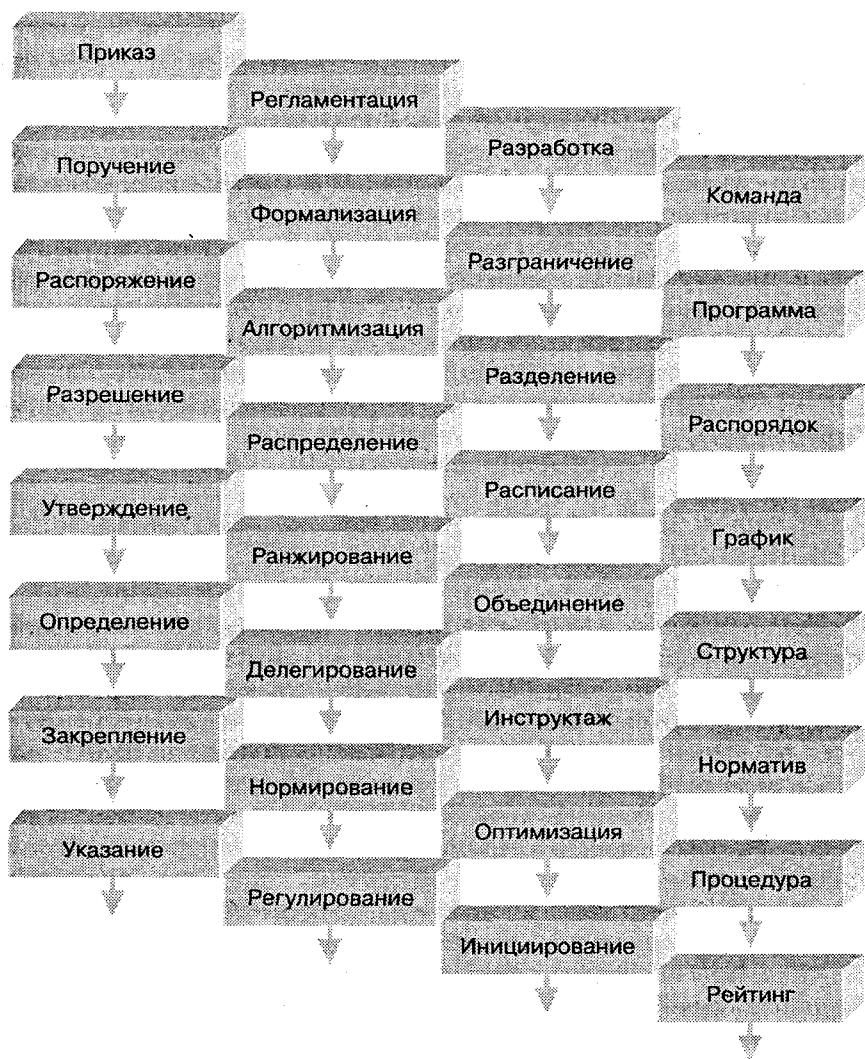 Приказ
Поручение
Распоряжение
Разрешение
Утверждение
Определение
Закрепление
Указание
Регламентация
Формализация
Алгоритмизация
Распределение
Ранжирование
Делегирование
Нормирование
Регулирование
Разработка
Разграничение
Разделение
Расписание
Объединение
Инструктаж
Оптимизация
Инициирование
Команда
Программа
Распорядок
График
Структура
Норматив
Процедура
Рейтинг